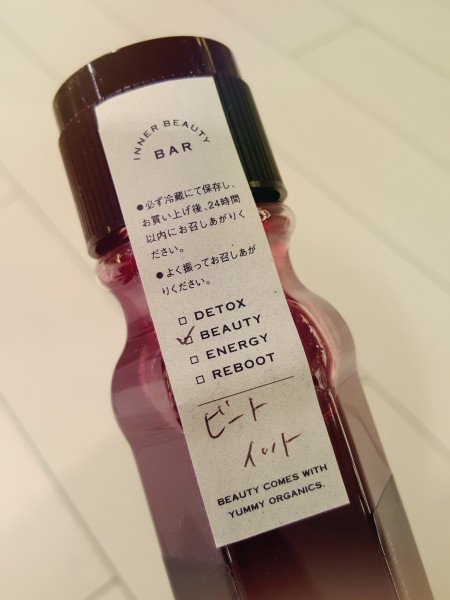 INNER BEAUTY
BAR
●必ず冷蔵にて保存し、
お買い上げ後、24時間
以内にお召しあがりく
ださい。
●よく振ってお召しあが
りください。
□ DETOX
☑ BEAUTY
□ ENERGY
□ REBOOT
ビート
イット
BEAUTY COMES WITH
YUMMY ORGANICS.